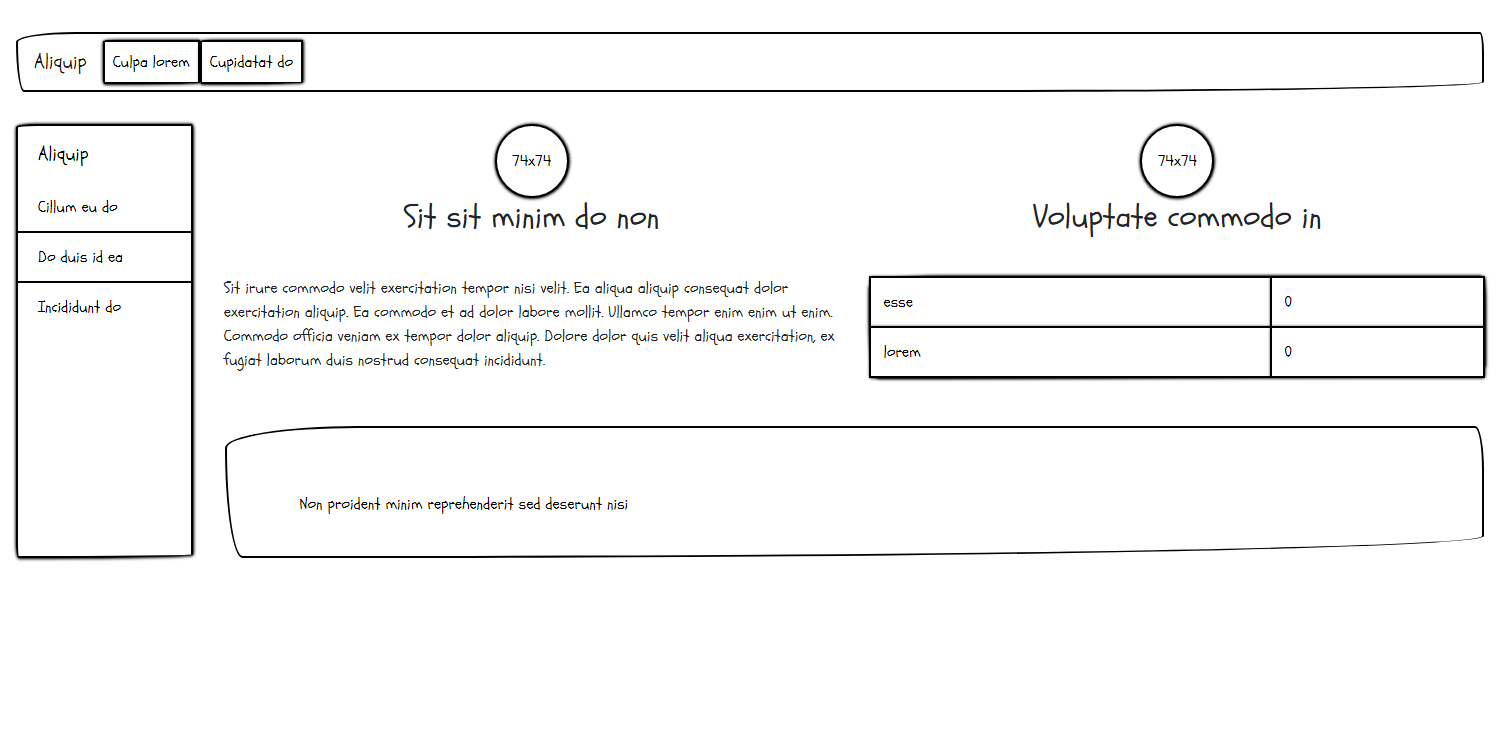 Aliquip
Culpa lorem
Cupidatat do
Aliquip
Cillum eu do
Do duis id ea
Incididunt do
74x74
Sit sit minim do non
Sit irure commodo velit exercitation tempor nisi velit. Ea aliqua aliquip consequat dolor
exercitation aliquip. Ea commodo et ad dolor labore mollit. Ullamco tempor enim enim ut enim.
Commodo officia veniam ex tempor dolor aliquip. Dolore dolor quis velit aliqua exercitation, ex
fugiat laborum duis nostrud consequat incididunt.
74x74
Voluptate commodo in
esse 0
lorem 0
Non proident minim reprehenderit sed deserunt nisi